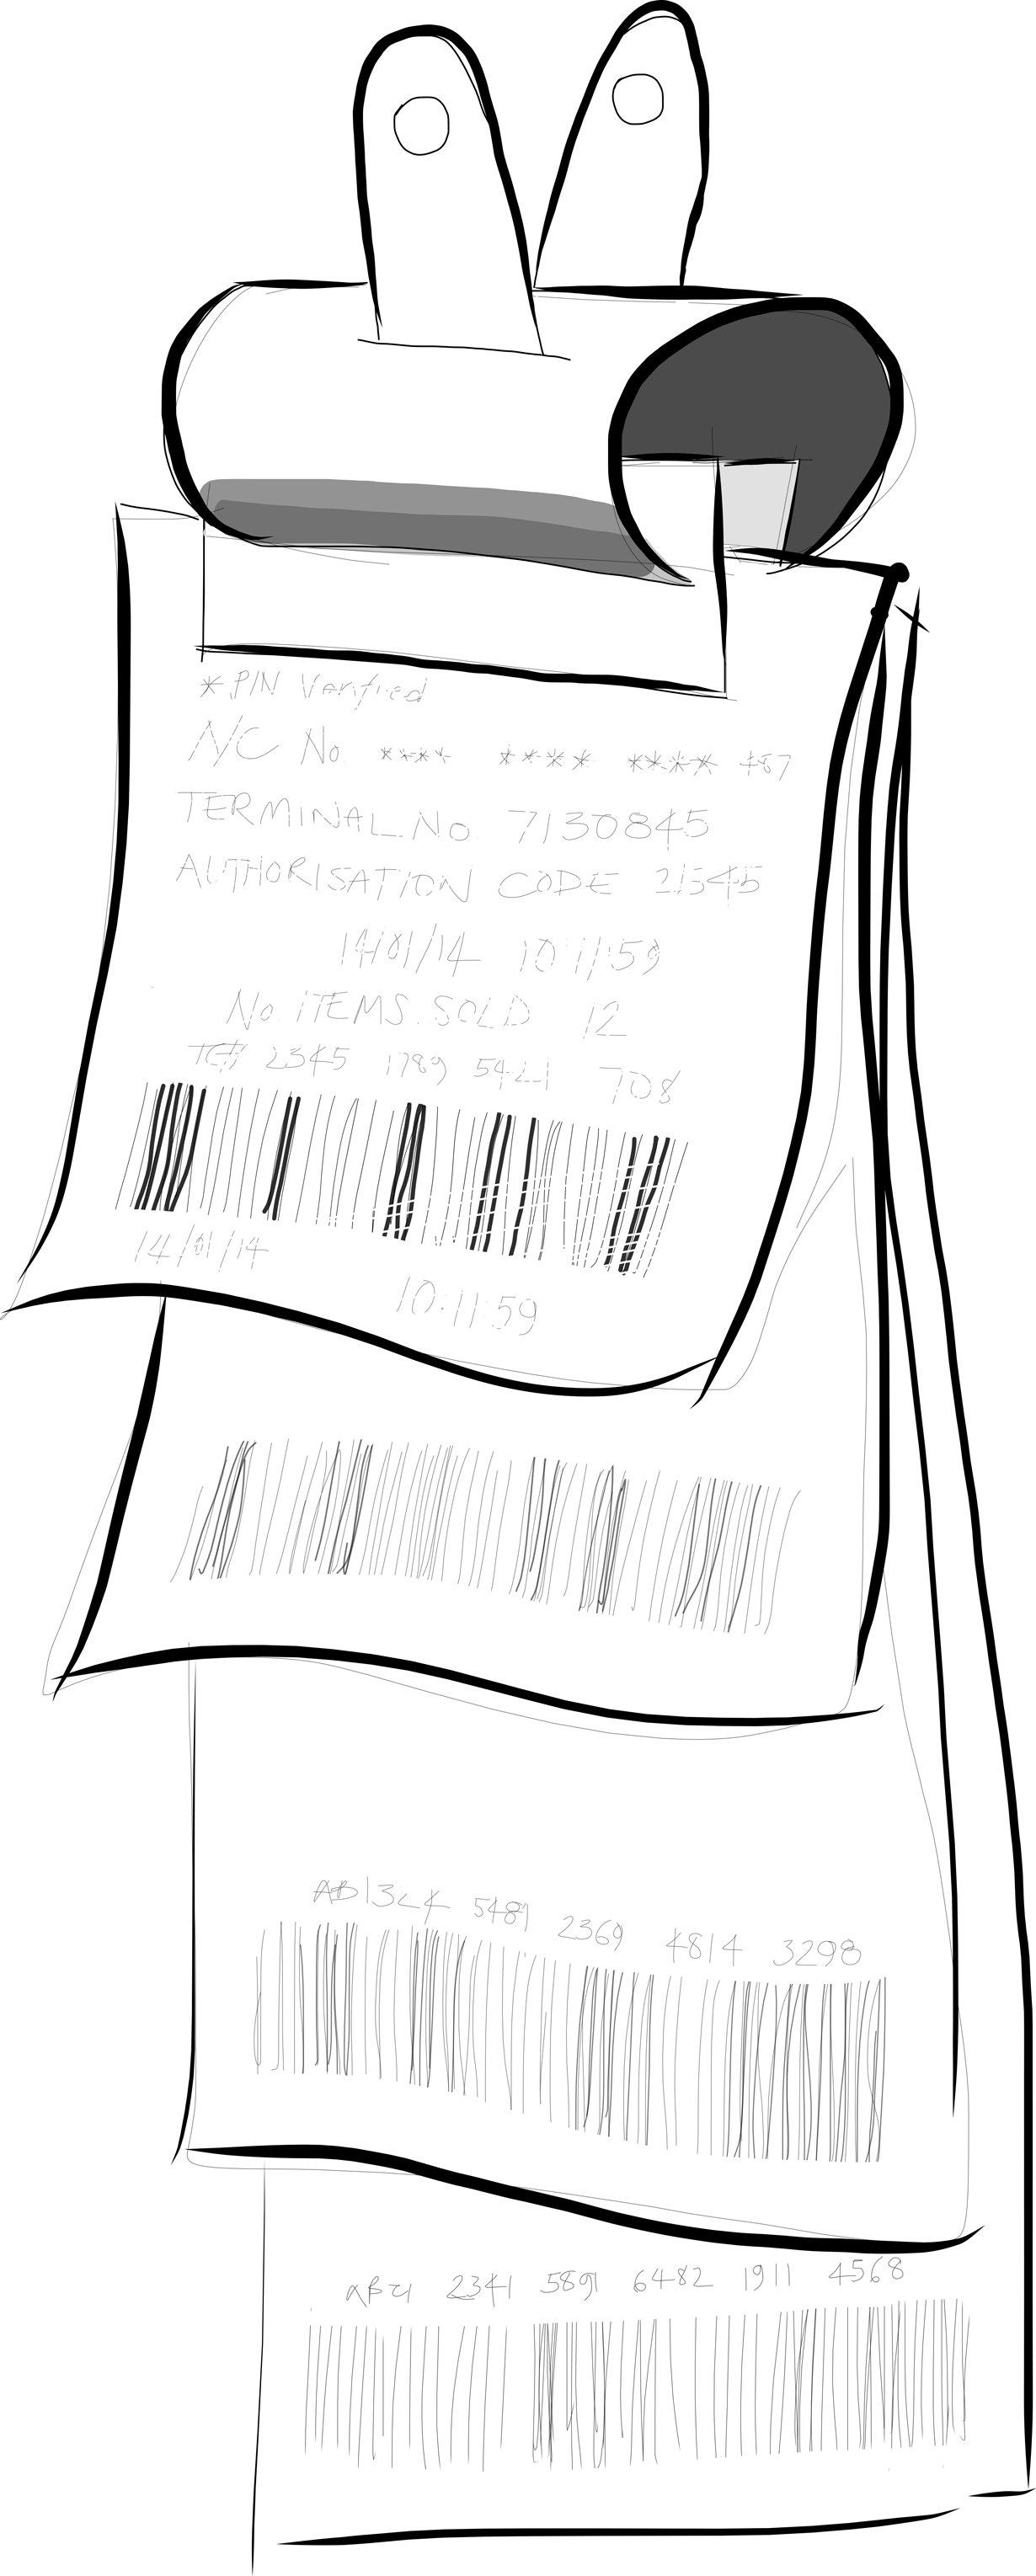 *PIN Verified
A/C No. **** **** **** 487
TERMINAL No. 7130845
AUTHORISATION CODE 21345
14/01/14 10:11:59
No. ITEMS SOLD 12
TC# 2345 1789 5421 708
14/01/14
10:11:59
AB1324 5489 2369 4814 3298
2341 5891 6482 1911 4568